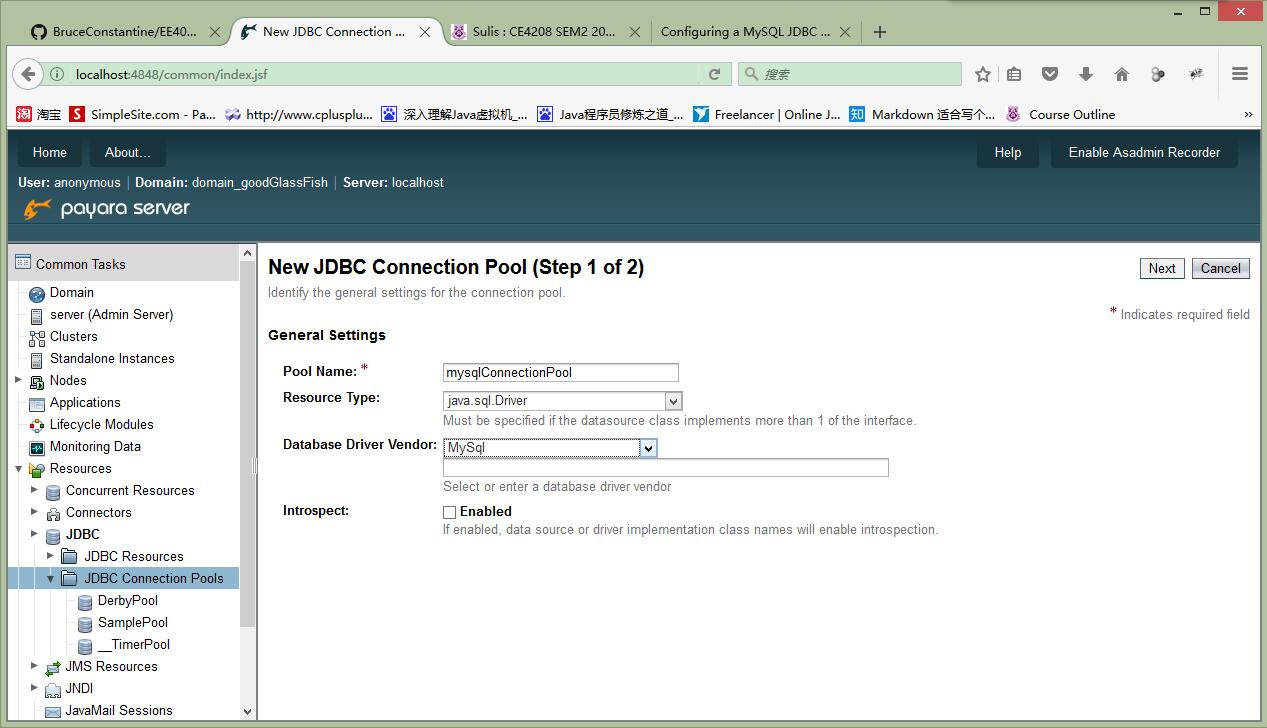 BruceConstantine/EE40...
New JDBC Connection ...
Sulis : CE4208 SEM2 20...
Configuring a MySQL JDBC ...
localhost:4848/common/index.jsf
搜索
淘 淘宝
S SimpleSite.com - Pa...
http://www.cplusplu...
深入理解Java虚拟机_...
Java程序员修炼之道_...
Freelancer | Online J...
知 Markdown 适合写个...
Course Outline
»
Home
About...
Help
Enable Asadmin Recorder
User: anonymous | Domain: domain_goodGlassFish | Server: localhost
payara server
Common Tasks
Domain
server (Admin Server)
Clusters
Standalone Instances
Nodes
Applications
Lifecycle Modules
Monitoring Data
Resources
Concurrent Resources
Connectors
JDBC
JDBC Resources
JDBC Connection Pools
DerbyPool
SamplePool
__TimerPool
JMS Resources
JNDI
JavaMail Sessions
New JDBC Connection Pool (Step 1 of 2)
Next
Cancel
Identify the general settings for the connection pool.
* Indicates required field
General Settings
Pool Name: * mysqlConnectionPool
Resource Type: java.sql.Driver
Must be specified if the datasource class implements more than 1 of the interface.
Database Driver Vendor: MySql
Select or enter a database driver vendor
Introspect: Enabled
If enabled, data source or driver implementation class names will enable introspection.